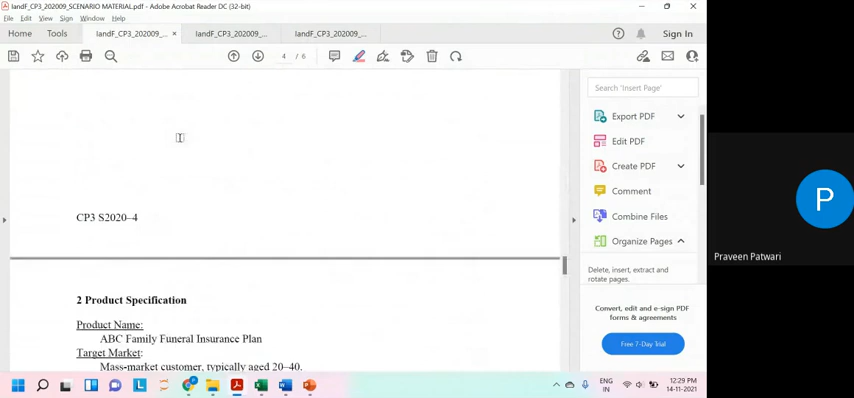 IandF_CP3_202009_SCENARIO MATERIAL.pdf - Adobe Acrobat Reader DC (32-bit)
File Edit View Sign Window Help
Home Tools IandF_CP3_202009_... × IandF_CP3_202009_... IandF_CP3_202009_... Sign In
4 / 6
Search 'Insert Page'
Export PDF
Edit PDF
Create PDF
Comment
Combine Files
Organize Pages
Delete, insert, extract and
rotate pages.
Convert, edit and e-sign PDF
forms & agreements
Free 7-Day Trial
CP3 S2020–4
2 Product Specification
Product Name:
ABC Family Funeral Insurance Plan
Target Market:
Mass-market customer, typically aged 20–40.
P
Praveen Patwari
ENG
IN
12:29 PM
14-11-2021